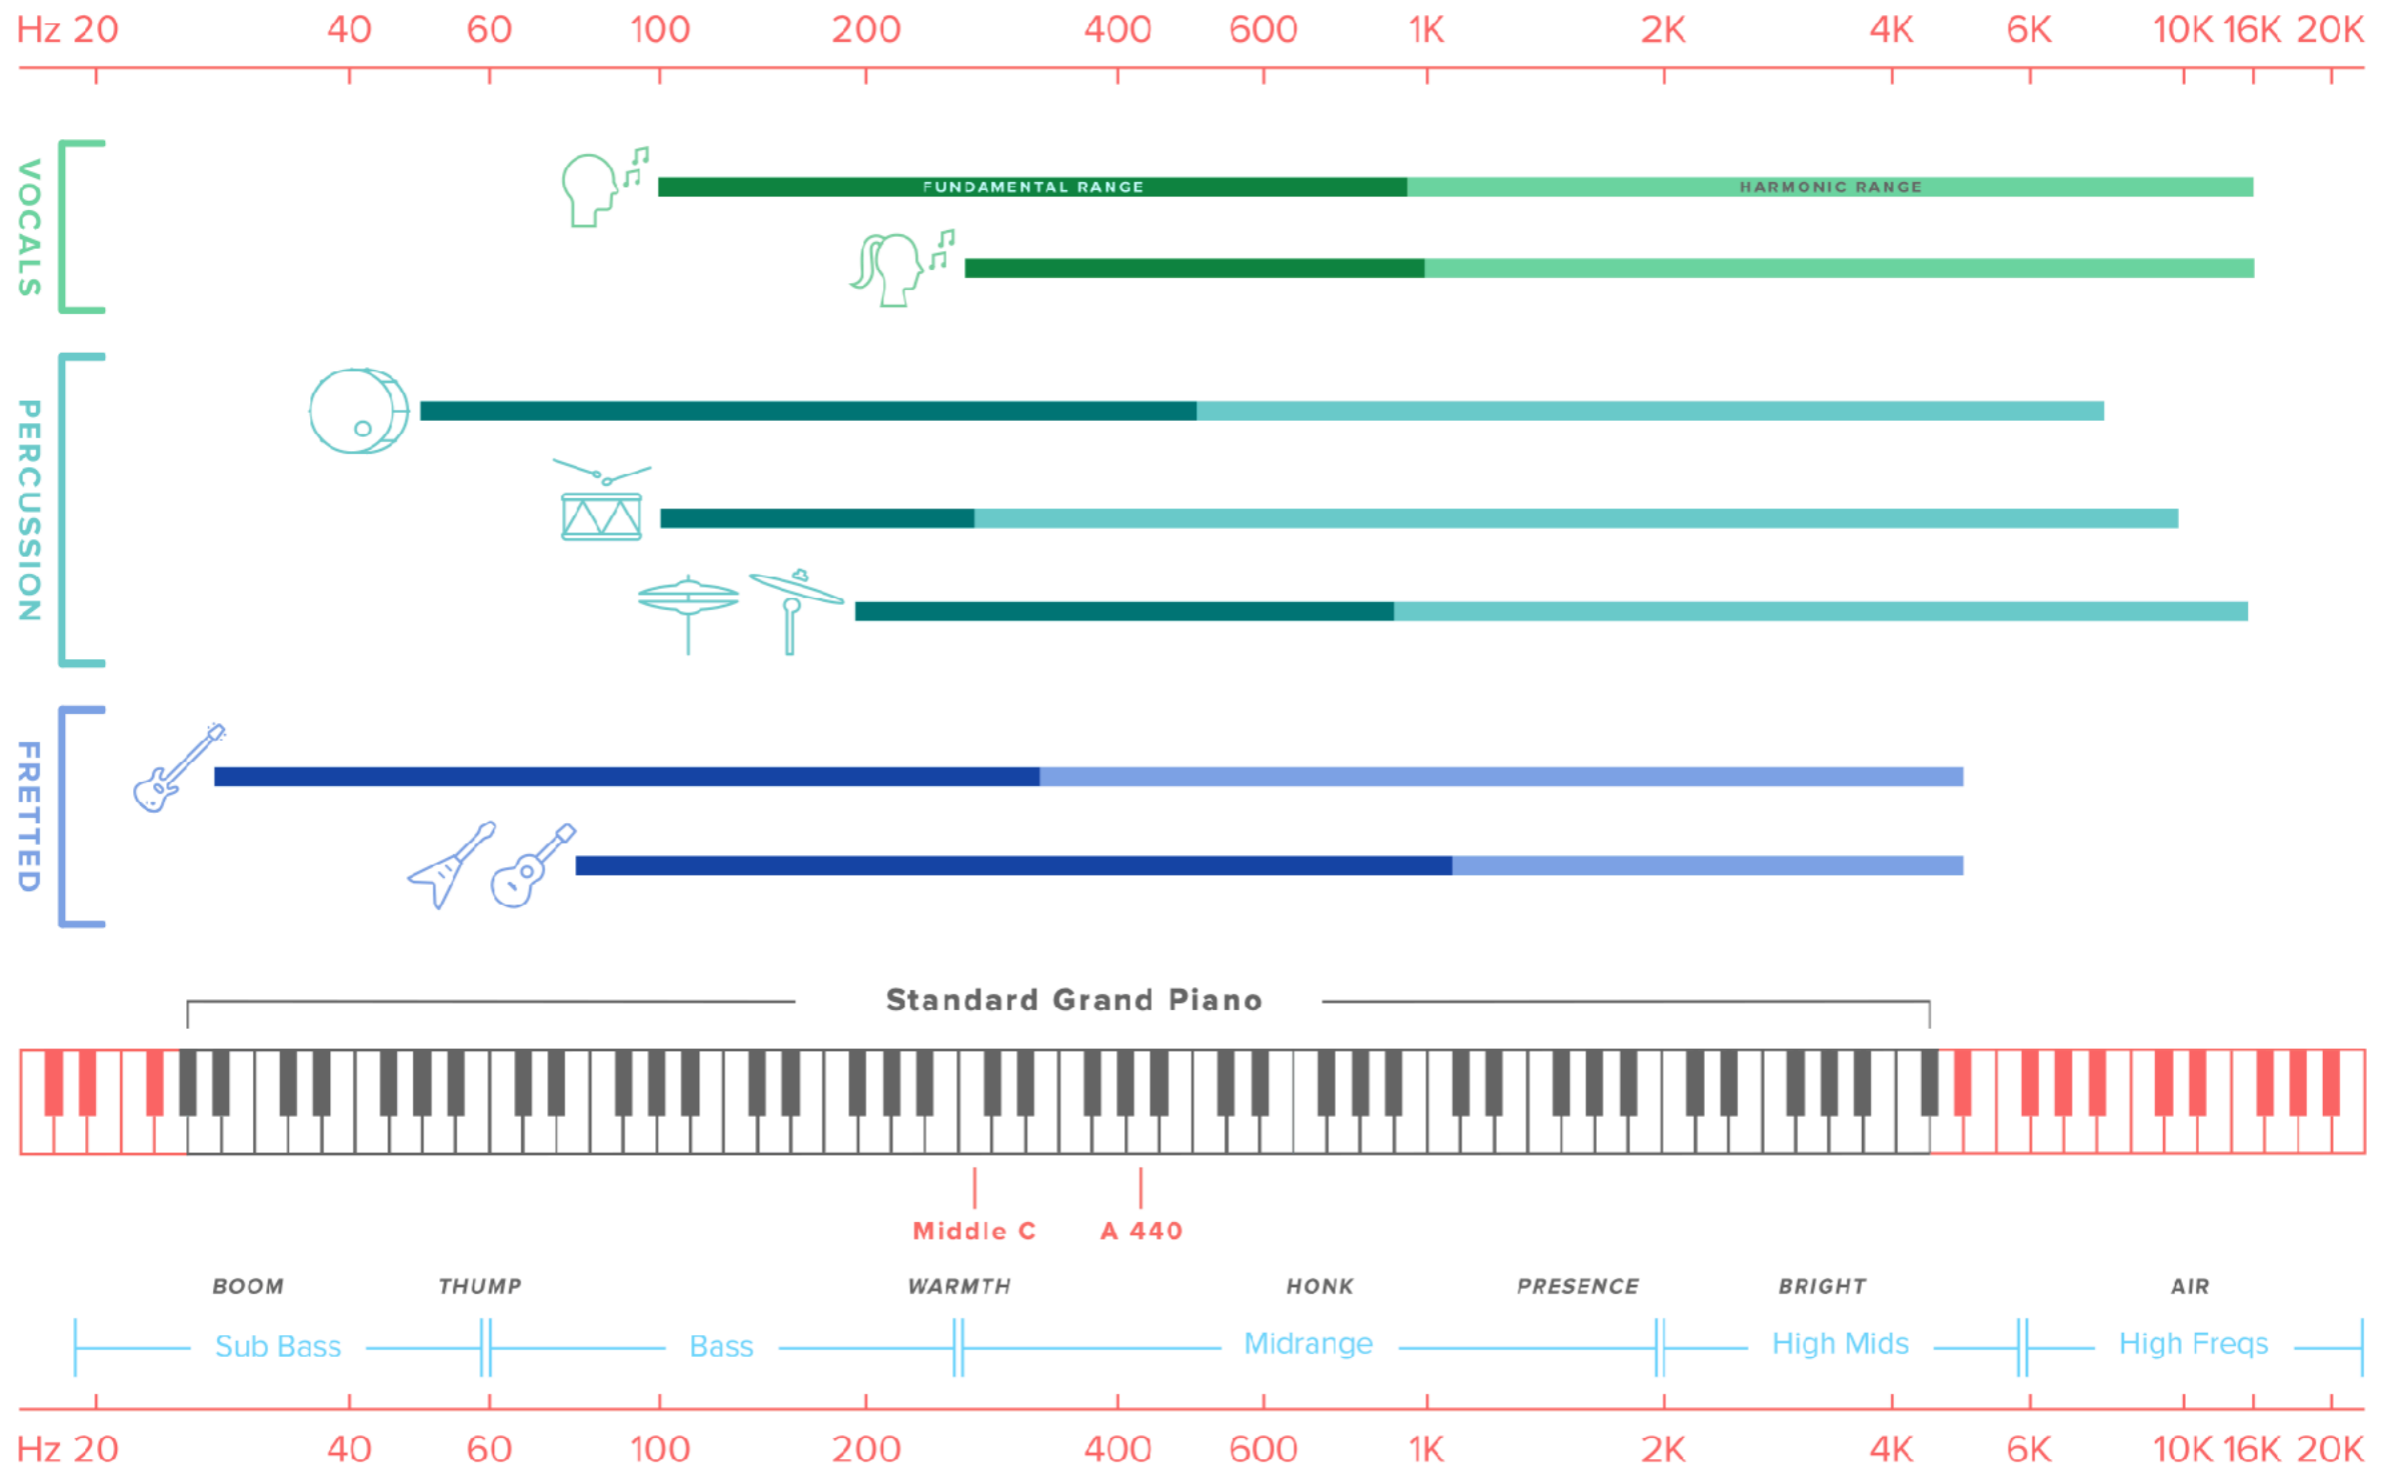 Hz 20 40 60 100 200 400 600 1K 2K 4K 6K 10K 16K 20K
VOCALS
FUNDAMENTAL RANGE HARMONIC RANGE
PERCUSSION
FRETTED
Standard Grand Piano
Middle C A 440
BOOM THUMP WARMTH HONK PRESENCE BRIGHT AIR
Sub Bass Bass Midrange High Mids High Freqs
Hz 20 40 60 100 200 400 600 1K 2K 4K 6K 10K 16K 20K